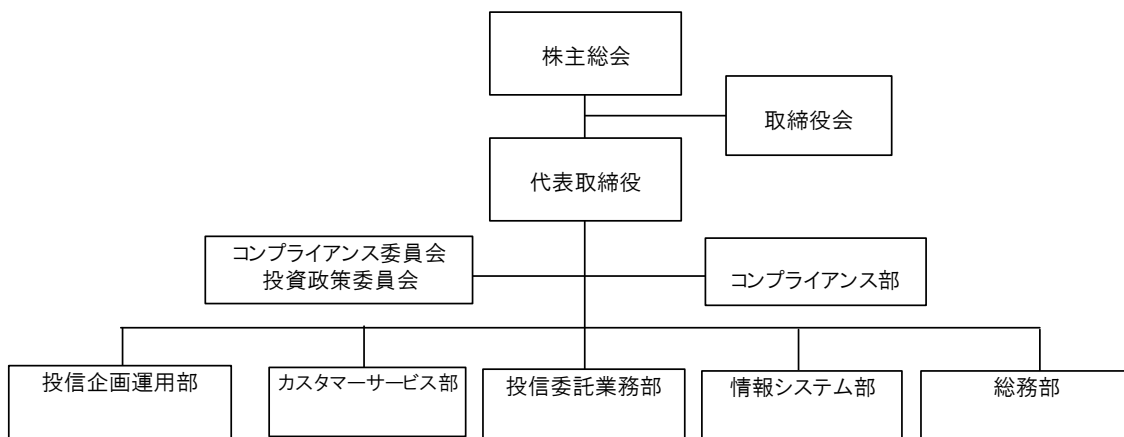 株主総会
取締役会
代表取締役
コンプライアンス委員会
投資政策委員会
コンプライアンス部
投信企画運用部
カスタマーサービス部
投信委託業務部
情報システム部
総務部